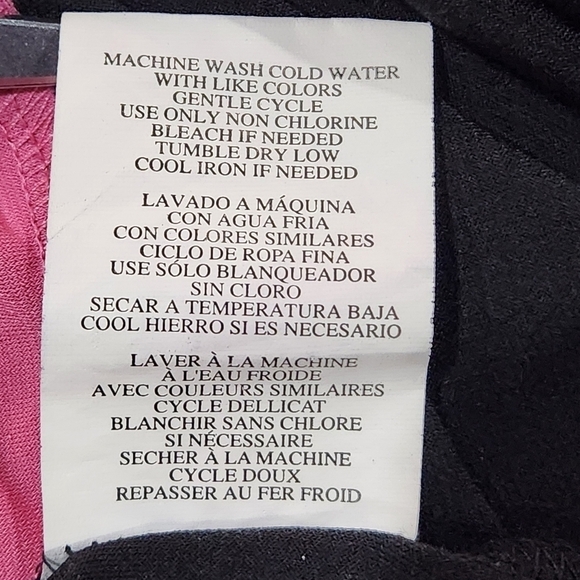 MACHINE WASH COLD WATER
WITH LIKE COLORS
GENTLE CYCLE
USE ONLY NON CHLORINE
BLEACH IF NEEDED
TUMBLE DRY LOW
COOL IRON IF NEEDED
LAVADO A MÁQUINA
CON AGUA FRIA
CON COLORES SIMILARES
CICLO DE ROPA FINA
USE SÓLO BLANQUEADOR
SIN CLORO
SECAR A TEMPERATURA BAJA
COOL HIERRO SI ES NECESARIO
LAVER À LA MACHINE
À L'EAU FROIDE
AVEC COULEURS SIMILAIRES
CYCLE DELLICAT
BLANCHIR SANS CHLORE
SI NÉCESSAIRE
SECHER À LA MACHINE
CYCLE DOUX
REPASSER AU FER FROID